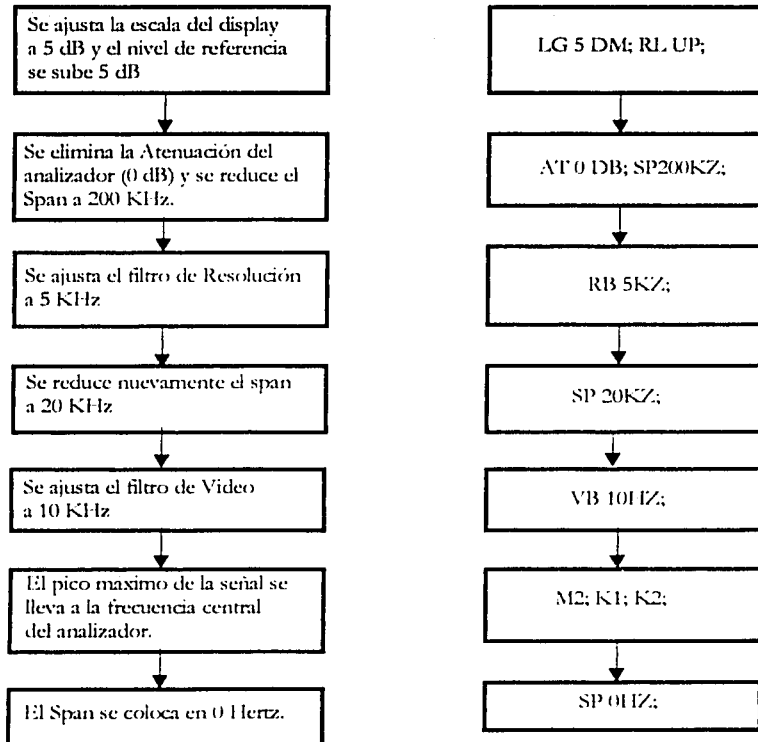 Se ajusta la escala del display
a 5 dB y el nivel de referencia
se sube 5 dB
Se elimina la Atenuación del
analizador (0 dB) y se reduce el
Span a 200 KHz.
Se ajusta el filtro de Resolución
a 5 KHz
Se reduce nuevamente el span
a 20 KHz
Se ajusta el filtro de Video
a 10 KHz
El pico máximo de la señal se
lleva a la frecuencia central
del analizador.
El Span se coloca en 0 Hertz.
LG 5 DM; RL UP;
AT 0 DB; SP200KZ;
RB 5KZ;
SP 20KZ;
VB 10HZ;
M2; K1; K2;
SP 0HZ;